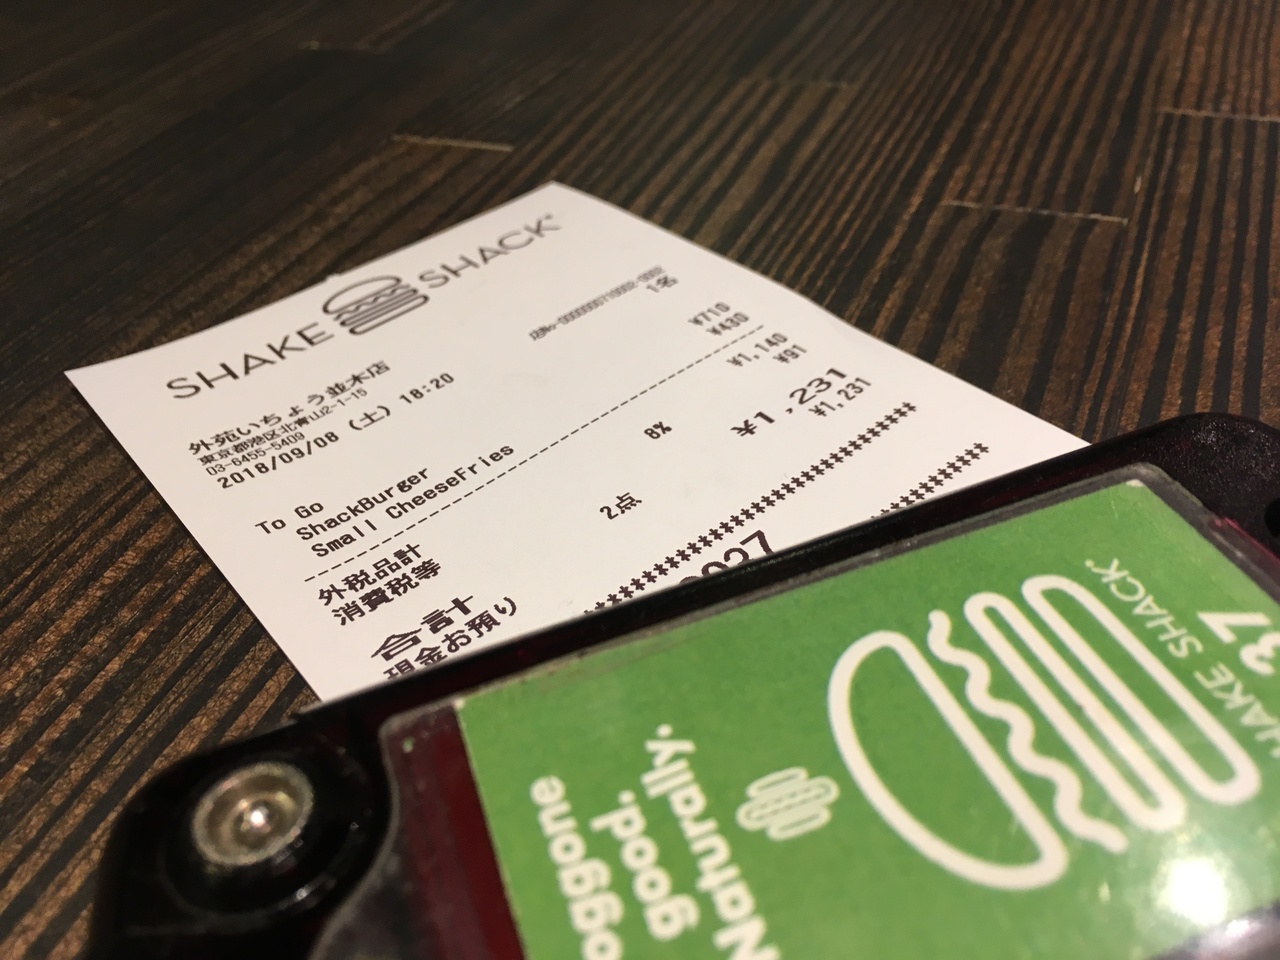 SHAKE SHACK
外苑いちょう並木店
東京都港区北青山2-1-15
03-6455-5409
2018/09/08 (土) 18:20
1名
To Go
ShackBurger ¥710
Small CheeseFries ¥430
外税品計 ¥1,140
消費税等 8% ¥91
合計 2点 ¥1,231
現金お預り ¥1,231
SHAKE SHACK
37
Naturally.
good.
oggone